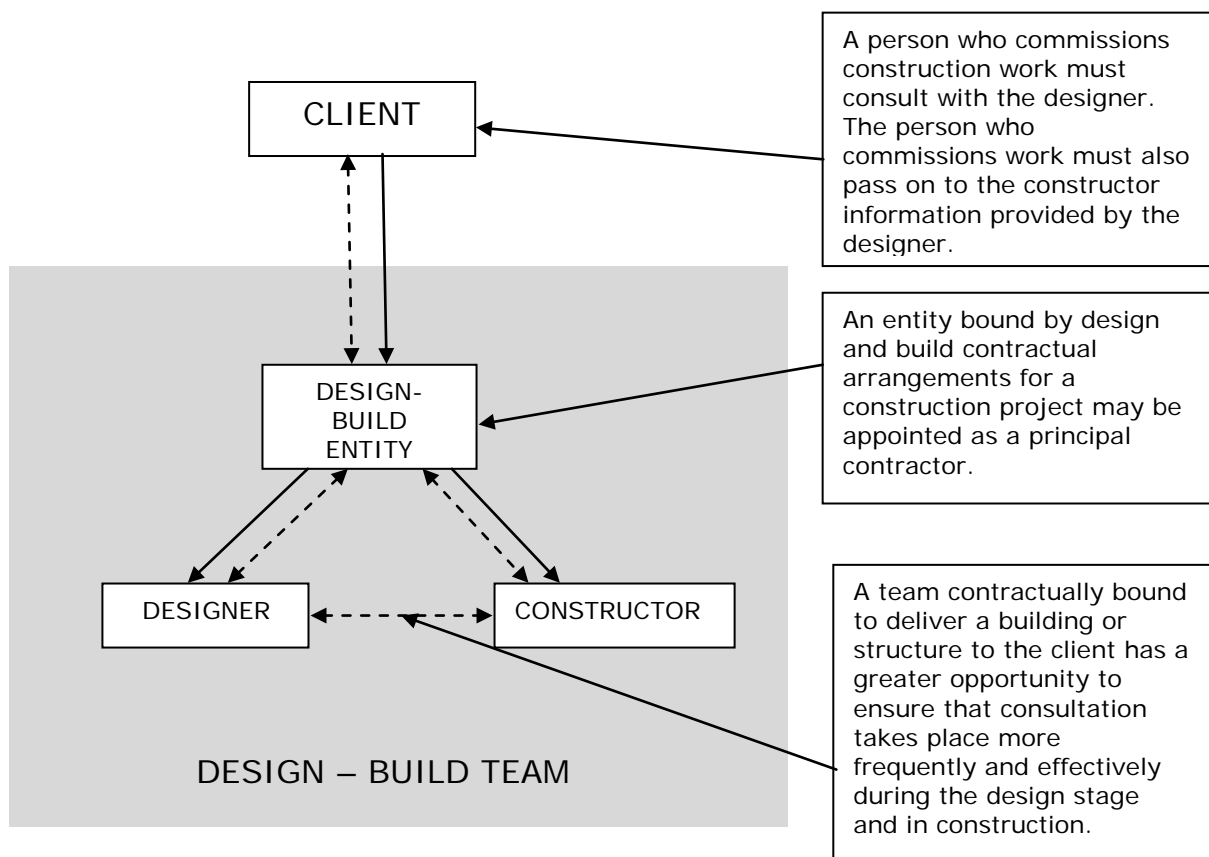 CLIENT
A person who commissions
construction work must
consult with the designer.
The person who
commissions work must also
pass on to the constructor
information provided by the
designer.
DESIGN-
BUILD
ENTITY
An entity bound by design
and build contractual
arrangements for a
construction project may be
appointed as a principal
contractor.
DESIGNER
CONSTRUCTOR
A team contractually bound
to deliver a building or
structure to the client has a
greater opportunity to
ensure that consultation
takes place more
frequently and effectively
during the design stage
and in construction.
DESIGN – BUILD TEAM